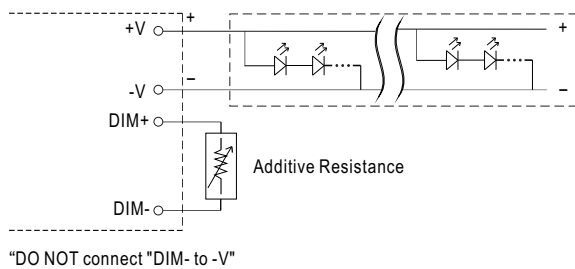 +V
+
+
-V
−
−
DIM+
Additive Resistance
DIM-
“DO NOT connect "DIM- to -V"